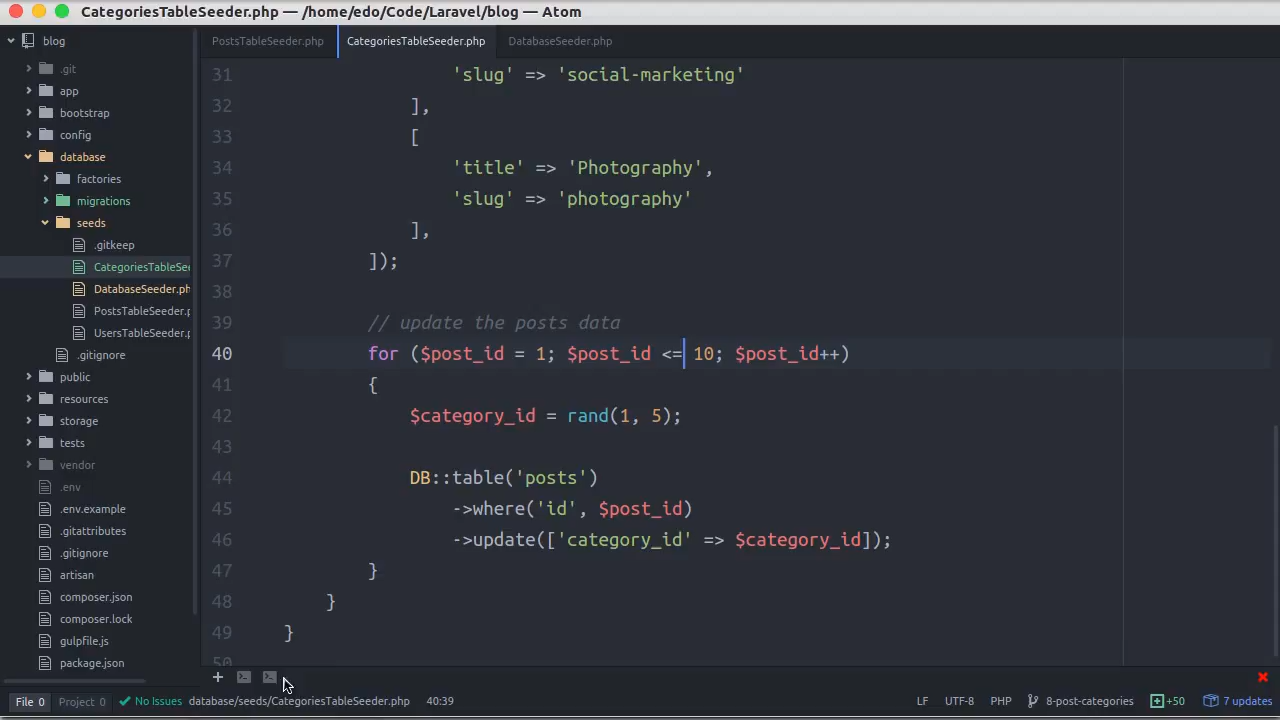 CategoriesTableSeeder.php — /home/edo/Code/Laravel/blog — Atom
blog
.git
app
bootstrap
config
database
factories
migrations
seeds
.gitkeep
CategoriesTableSee
DatabaseSeeder.ph
PostsTableSeeder.p
UsersTableSeeder.
.gitignore
public
resources
storage
tests
vendor
.env
.env.example
.gitattributes
.gitignore
artisan
composer.json
composer.lock
gulpfile.js
package.json
PostsTableSeeder.php CategoriesTableSeeder.php DatabaseSeeder.php
31 'slug' => 'social-marketing'
32 ],
33 [
34 'title' => 'Photography',
35 'slug' => 'photography'
36 ],
37 ]);
38
39 // update the posts data
40 for ($post_id = 1; $post_id <= 10; $post_id++)
41 {
42 $category_id = rand(1, 5);
43
44 DB::table('posts')
45 ->where('id', $post_id)
46 ->update(['category_id' => $category_id]);
47 }
48 }
49 }
50
File 0 Project 0 No Issues database/seeds/CategoriesTableSeeder.php 40:39 LF UTF-8 PHP 8-post-categories +50 7 updates